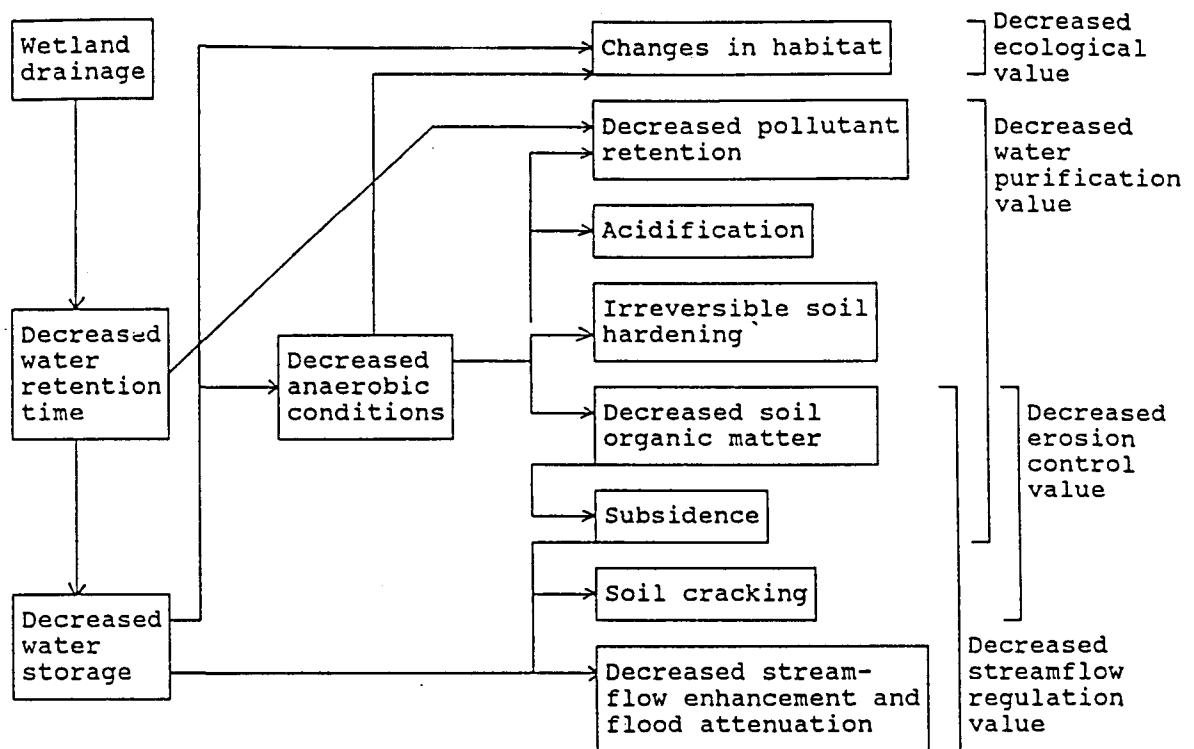 Wetland
drainage
Changes in habitat
Decreased
ecological
value
Decreased pollutant
retention
Decreased
water
purification
value
Acidification
Decreased
water
retention
time
Decreased
anaerobic
conditions
Irreversible soil
hardening
Decreased soil
organic matter
Decreased
erosion
control
value
Subsidence
Soil cracking
Decreased
water
storage
Decreased stream-
flow enhancement and
flood attenuation
Decreased
streamflow
regulation
value